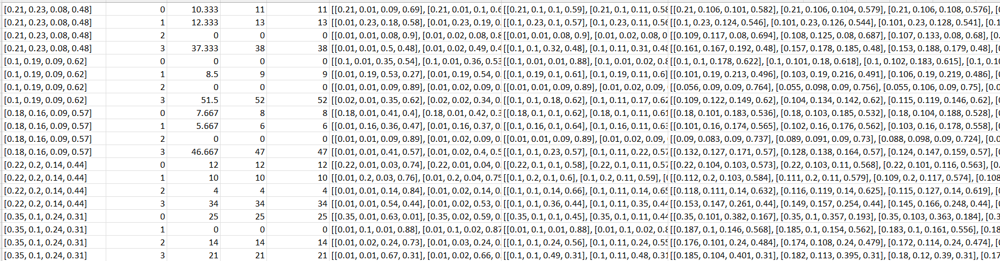 [0.21, 0.23, 0.08, 0.48] 0 10.333 11 11 [[0.21, 0.01, 0.09, 0.69], [0.21, 0.01, 0.1, 0.6 [[0.21, 0.1, 0.1, 0.59], [0.21, 0.1, 0.11, 0.58 [[0.21, 0.106, 0.101, 0.582], [0.21, 0.106, 0.104, 0.579], [0.21, 0.106, 0.108, 0.576], [0
[0.21, 0.23, 0.08, 0.48] 1 12.333 13 13 [[0.01, 0.23, 0.18, 0.58], [0.01, 0.23, 0.19, 0. [[0.1, 0.23, 0.1, 0.57], [0.1, 0.23, 0.11, 0.56 [[0.1, 0.23, 0.124, 0.546], [0.101, 0.23, 0.126, 0.544], [0.101, 0.23, 0.128, 0.541], [0.1
[0.21, 0.23, 0.08, 0.48] 2 0 0 0 [[0.01, 0.01, 0.08, 0.9], [0.01, 0.02, 0.08, 0.8 [[0.01, 0.01, 0.08, 0.9], [0.01, 0.02, 0.08, 0 [[0.109, 0.117, 0.08, 0.694], [0.108, 0.125, 0.08, 0.687], [0.107, 0.133, 0.08, 0.68], [0.
[0.21, 0.23, 0.08, 0.48] 3 37.333 38 38 [[0.01, 0.01, 0.5, 0.48], [0.01, 0.02, 0.49, 0.4 [[0.1, 0.1, 0.32, 0.48], [0.1, 0.11, 0.31, 0.48 [[0.161, 0.167, 0.192, 0.48], [0.157, 0.178, 0.185, 0.48], [0.153, 0.188, 0.179, 0.48], [0
[0.1, 0.19, 0.09, 0.62] 0 0 0 0 [[0.1, 0.01, 0.35, 0.54], [0.1, 0.01, 0.36, 0.53 [[0.1, 0.01, 0.01, 0.88], [0.1, 0.01, 0.02, 0.8 [[0.1, 0.1, 0.178, 0.622], [0.1, 0.101, 0.18, 0.618], [0.1, 0.102, 0.183, 0.615], [0.1, 0.10
[0.1, 0.19, 0.09, 0.62] 1 8.5 9 9 [[0.01, 0.19, 0.53, 0.27], [0.01, 0.19, 0.54, 0. [[0.1, 0.19, 0.1, 0.61], [0.1, 0.19, 0.11, 0.6] [[0.101, 0.19, 0.213, 0.496], [0.103, 0.19, 0.216, 0.491], [0.106, 0.19, 0.219, 0.486], [0
[0.1, 0.19, 0.09, 0.62] 2 0 0 0 [[0.01, 0.01, 0.09, 0.89], [0.01, 0.02, 0.09, 0. [[0.01, 0.01, 0.09, 0.89], [0.01, 0.02, 0.09, [[0.056, 0.09, 0.09, 0.764], [0.055, 0.098, 0.09, 0.756], [0.055, 0.106, 0.09, 0.75], [0.0
[0.1, 0.19, 0.09, 0.62] 3 51.5 52 52 [[0.02, 0.01, 0.35, 0.62], [0.02, 0.02, 0.34, 0. [[0.1, 0.1, 0.18, 0.62], [0.1, 0.11, 0.17, 0.62 [[0.109, 0.122, 0.149, 0.62], [0.104, 0.134, 0.142, 0.62], [0.115, 0.119, 0.146, 0.62], [0
[0.18, 0.16, 0.09, 0.57] 0 7.667 8 8 [[0.18, 0.01, 0.41, 0.4], [0.18, 0.01, 0.42, 0.3 [[0.18, 0.1, 0.1, 0.62], [0.18, 0.1, 0.11, 0.61 [[0.18, 0.101, 0.183, 0.536], [0.18, 0.103, 0.185, 0.532], [0.18, 0.104, 0.188, 0.528], [0
[0.18, 0.16, 0.09, 0.57] 1 5.667 6 6 [[0.01, 0.16, 0.36, 0.47], [0.01, 0.16, 0.37, 0. [[0.1, 0.16, 0.1, 0.64], [0.1, 0.16, 0.11, 0.63 [[0.101, 0.16, 0.174, 0.565], [0.102, 0.16, 0.176, 0.562], [0.103, 0.16, 0.178, 0.558], [0
[0.18, 0.16, 0.09, 0.57] 2 0 0 0 [[0.01, 0.01, 0.09, 0.89], [0.01, 0.02, 0.09, 0. [[0.01, 0.01, 0.09, 0.89], [0.01, 0.02, 0.09, [[0.09, 0.083, 0.09, 0.737], [0.089, 0.091, 0.09, 0.73], [0.088, 0.098, 0.09, 0.724], [0.0
[0.18, 0.16, 0.09, 0.57] 3 46.667 47 47 [[0.01, 0.01, 0.41, 0.57], [0.01, 0.02, 0.4, 0.5 [[0.1, 0.1, 0.23, 0.57], [0.1, 0.11, 0.22, 0.57 [[0.132, 0.127, 0.171, 0.57], [0.128, 0.138, 0.164, 0.57], [0.124, 0.147, 0.159, 0.57], [0
[0.22, 0.2, 0.14, 0.44] 0 12 12 12 [[0.22, 0.01, 0.03, 0.74], [0.22, 0.01, 0.04, 0. [[0.22, 0.1, 0.1, 0.58], [0.22, 0.1, 0.11, 0.57 [[0.22, 0.104, 0.103, 0.573], [0.22, 0.103, 0.11, 0.568], [0.22, 0.101, 0.116, 0.563], [0.
[0.22, 0.2, 0.14, 0.44] 1 10 10 10 [[0.01, 0.2, 0.03, 0.76], [0.01, 0.2, 0.04, 0.75 [[0.1, 0.2, 0.1, 0.6], [0.1, 0.2, 0.11, 0.59], [0 [[0.112, 0.2, 0.103, 0.584], [0.111, 0.2, 0.11, 0.579], [0.109, 0.2, 0.117, 0.574], [0.108
[0.22, 0.2, 0.14, 0.44] 2 4 4 4 [[0.01, 0.01, 0.14, 0.84], [0.01, 0.02, 0.14, 0. [[0.1, 0.1, 0.14, 0.66], [0.1, 0.11, 0.14, 0.65 [[0.118, 0.111, 0.14, 0.632], [0.116, 0.119, 0.14, 0.625], [0.115, 0.127, 0.14, 0.619], [0
[0.22, 0.2, 0.14, 0.44] 3 34 34 34 [[0.01, 0.01, 0.54, 0.44], [0.01, 0.02, 0.53, 0. [[0.1, 0.1, 0.36, 0.44], [0.1, 0.11, 0.35, 0.44 [[0.153, 0.147, 0.261, 0.44], [0.149, 0.157, 0.254, 0.44], [0.145, 0.166, 0.248, 0.44], [0
[0.35, 0.1, 0.24, 0.31] 0 25 25 25 [[0.35, 0.01, 0.63, 0.01], [0.35, 0.02, 0.59, 0. [[0.35, 0.1, 0.1, 0.45], [0.35, 0.1, 0.11, 0.44 [[0.35, 0.101, 0.382, 0.167], [0.35, 0.1, 0.357, 0.193], [0.35, 0.103, 0.363, 0.184], [0.3
[0.35, 0.1, 0.24, 0.31] 1 0 0 0 [[0.01, 0.1, 0.01, 0.88], [0.01, 0.1, 0.02, 0.87 [[0.01, 0.1, 0.01, 0.88], [0.01, 0.1, 0.02, 0.8 [[0.187, 0.1, 0.146, 0.568], [0.185, 0.1, 0.154, 0.562], [0.183, 0.1, 0.161, 0.556], [0.18
[0.35, 0.1, 0.24, 0.31] 2 14 14 14 [[0.01, 0.02, 0.24, 0.73], [0.01, 0.03, 0.24, 0. [[0.1, 0.1, 0.24, 0.56], [0.1, 0.11, 0.24, 0.55 [[0.176, 0.101, 0.24, 0.484], [0.174, 0.108, 0.24, 0.479], [0.172, 0.114, 0.24, 0.474], [0
[0.35, 0.1, 0.24, 0.31] 3 21 21 21 [[0.01, 0.01, 0.67, 0.31], [0.01, 0.02, 0.66, 0. [[0.1, 0.1, 0.49, 0.31], [0.1, 0.11, 0.48, 0.31 [[0.185, 0.104, 0.401, 0.31], [0.182, 0.113, 0.395, 0.31], [0.18, 0.12, 0.39, 0.31], [0.17